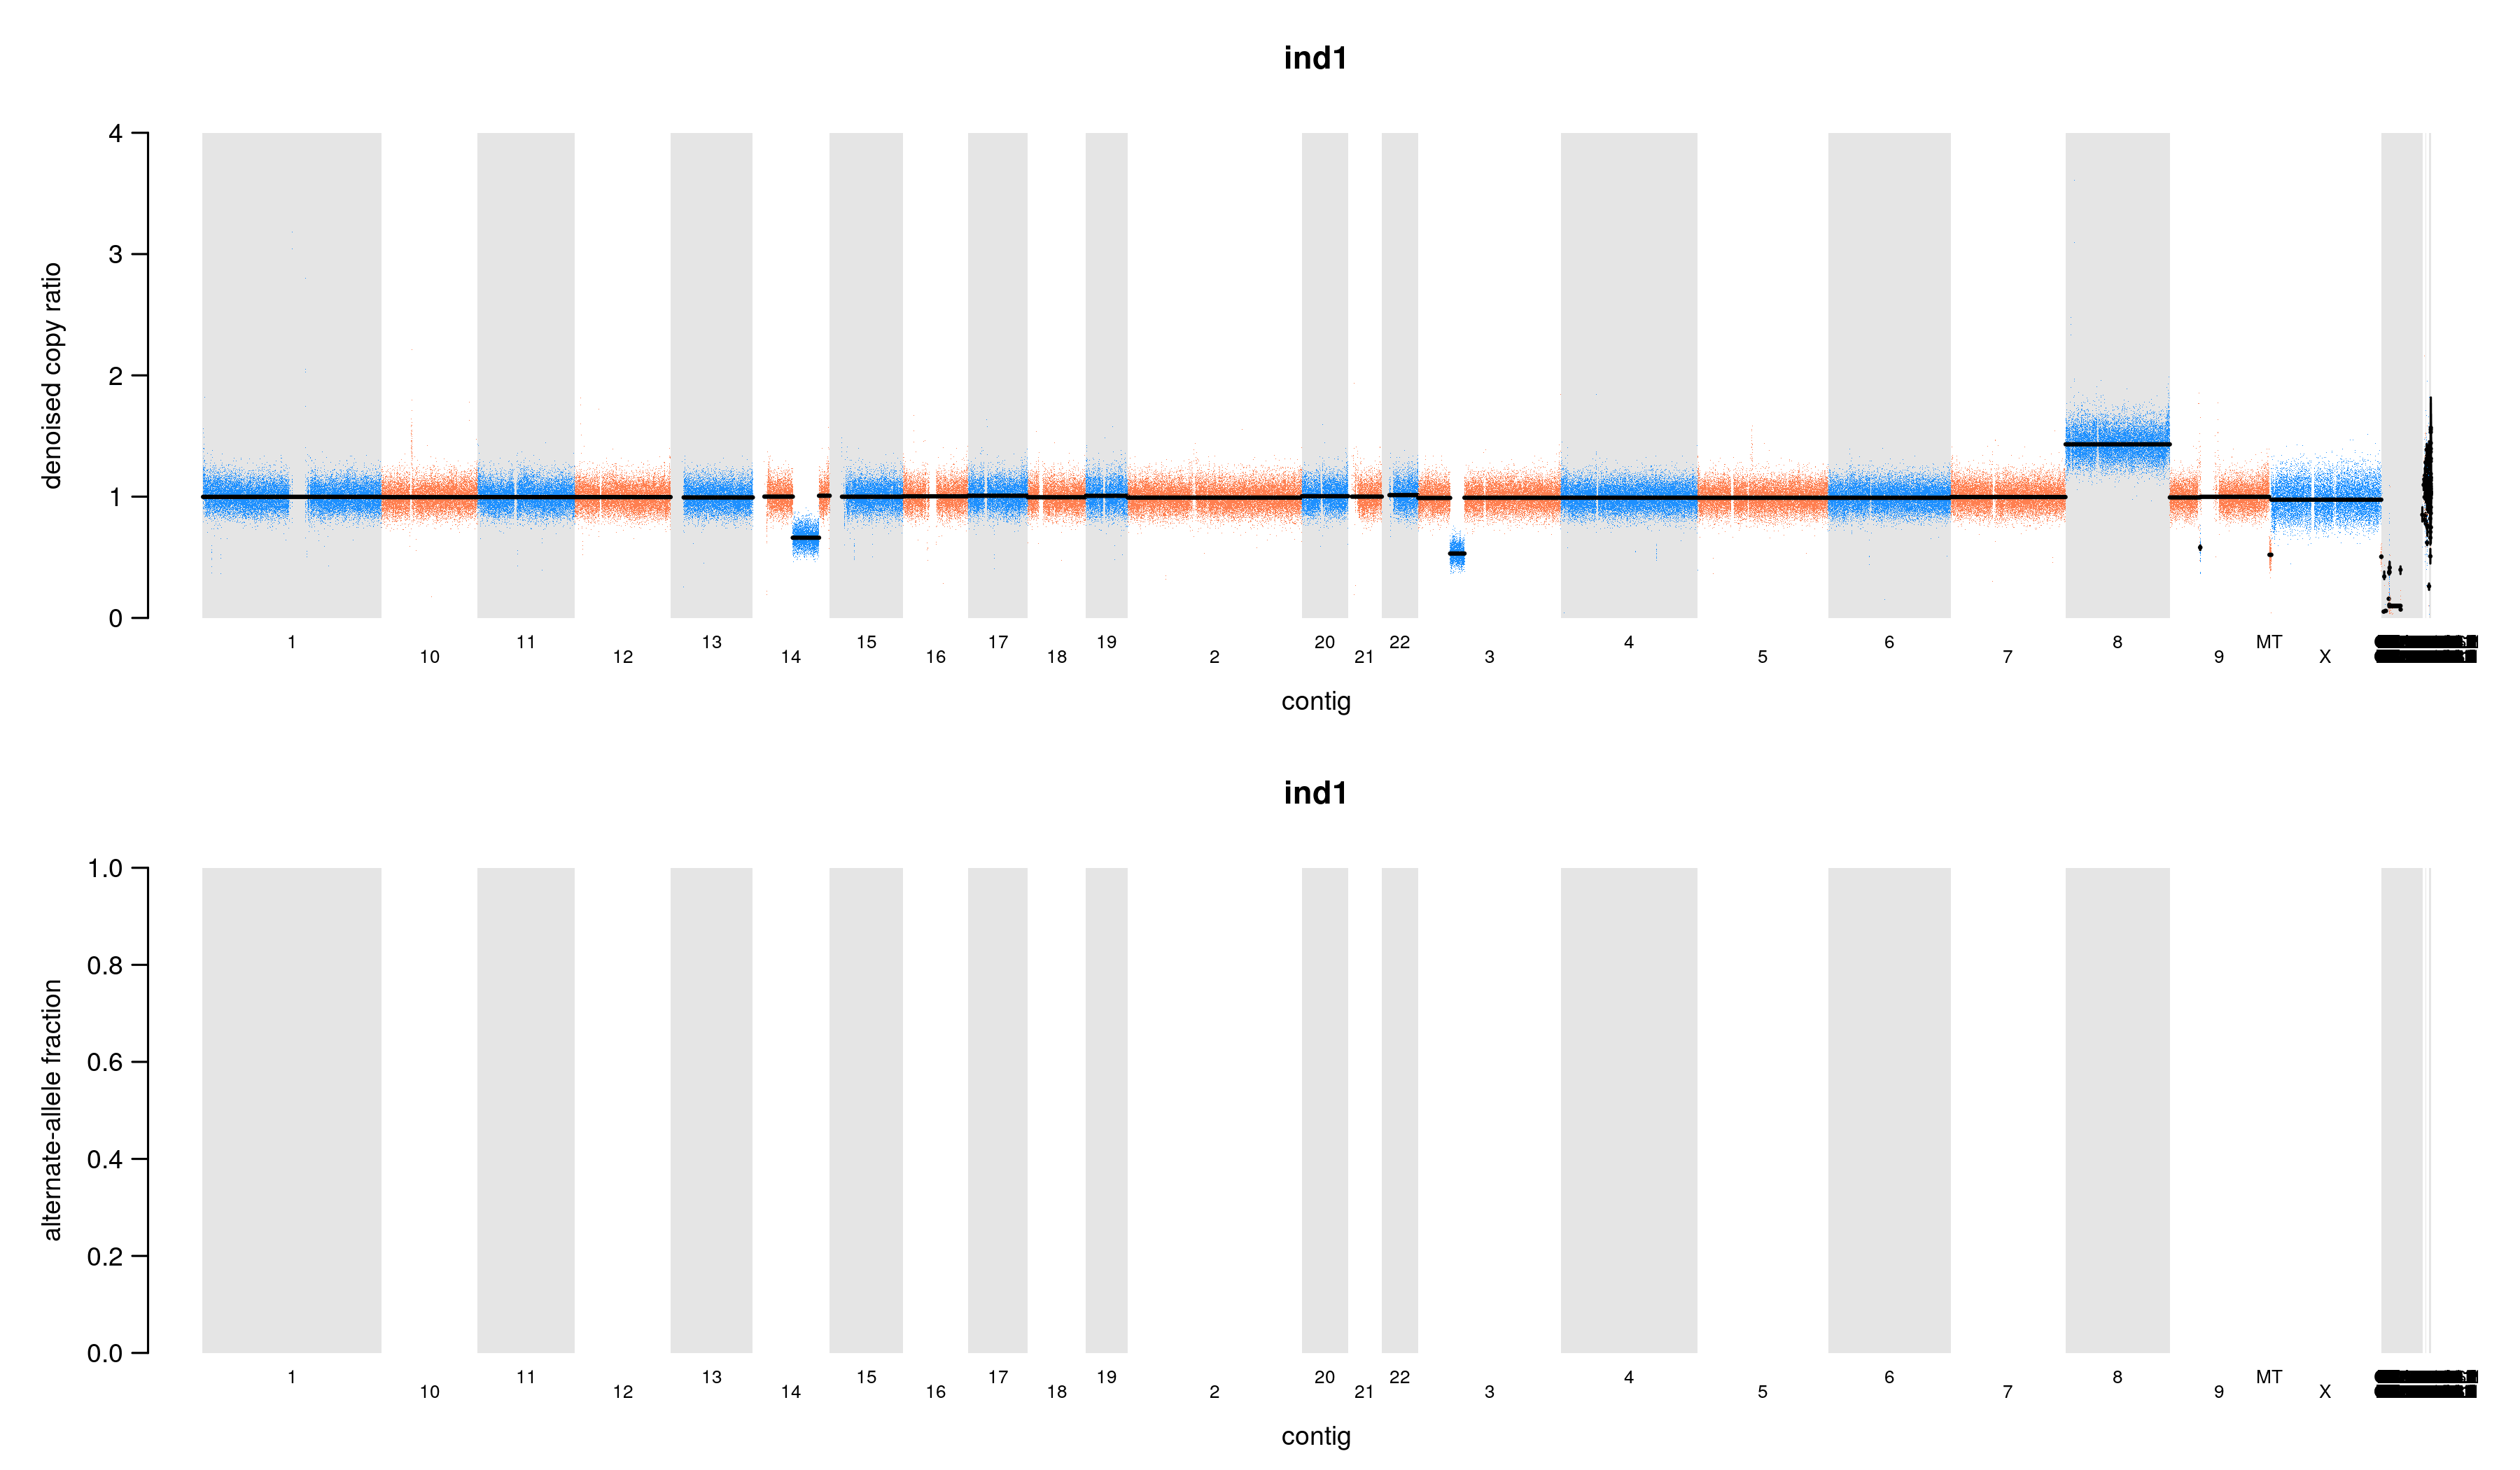 ind1
denoised copy ratio
4
3
2
1
0
1 11 13 15 17 19 20 22 4 6 8 MT
10 12 14 16 18 2 21 3 5 7 9 X
contig
ind1
alternate-allele fraction
1.0
0.8
0.6
0.4
0.2
0.0
1 11 13 15 17 19 20 22 4 6 8 MT
10 12 14 16 18 2 21 3 5 7 9 X
contig